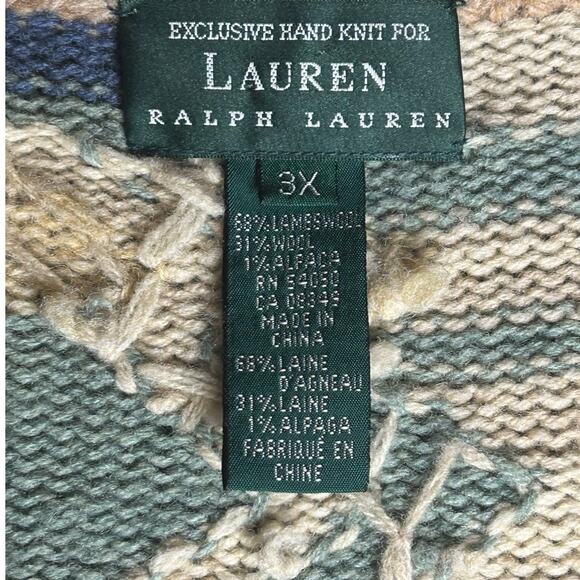 EXCLUSIVE HAND KNIT FOR
LAUREN
RALPH LAUREN
3X
68% LAMBSWOOL
31% WOOL
1% ALPACA
RN 54050
CA 08349
MADE IN
CHINA
68% LAINE
D'AGNEAU
31% LAINE
1% ALPAGA
FABRIQUÉ EN
CHINE